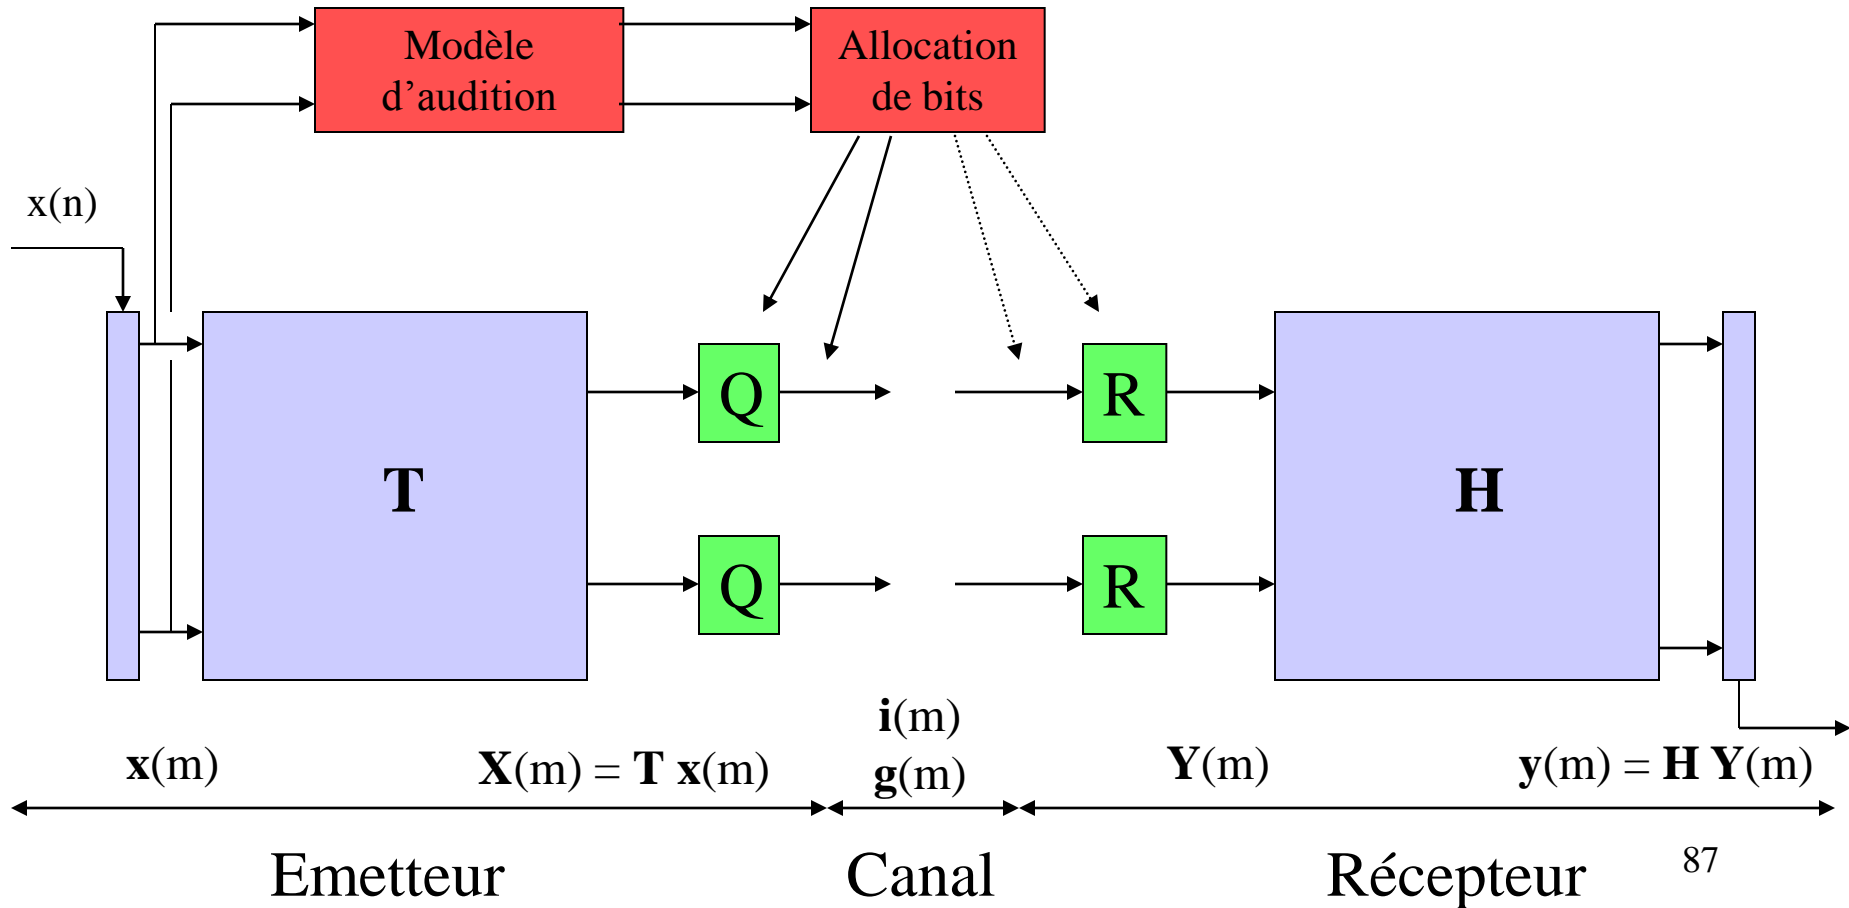 Modèle
d’audition
Allocation
de bits
x(n)
T
Q
R
H
Q
R
x(m)
X(m) = T x(m)
i(m)
g(m)
Y(m)
y(m) = H Y(m)
Emetteur
Canal
Récepteur
87